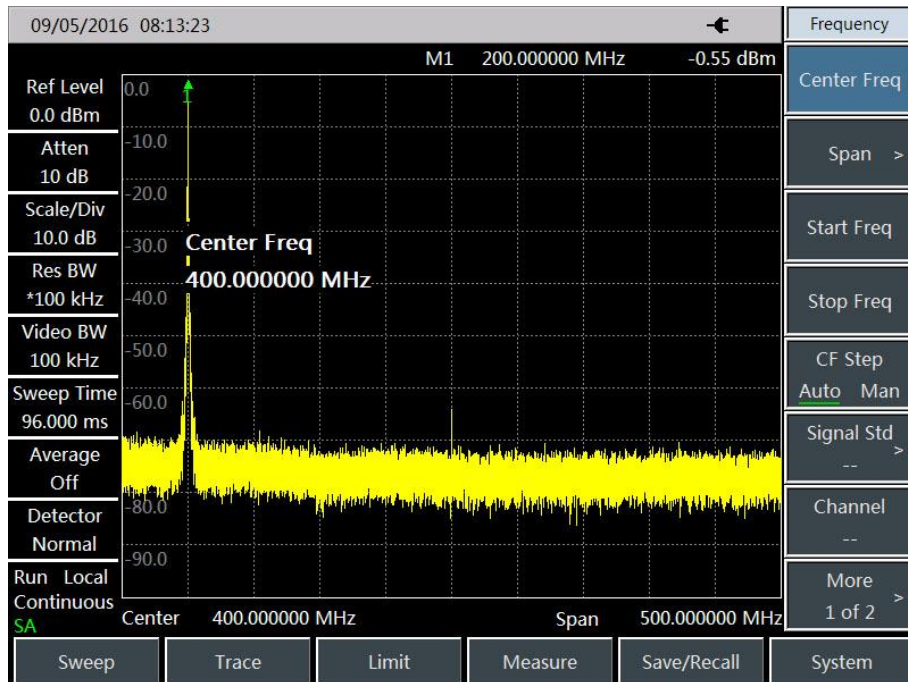 09/05/2016 08:13:23
Frequency
M1 200.000000 MHz -0.55 dBm
Ref Level
0.0 dBm
Atten
10 dB
Scale/Div
10.0 dB
Res BW
*100 kHz
Video BW
100 kHz
Sweep Time
96.000 ms
Average
Off
Detector
Normal
Run Local
Continuous
SA
0.0
-10.0
-20.0
-30.0
-40.0
-50.0
-60.0
-80.0
-90.0
1
Center Freq
400.000000 MHz
Center 400.000000 MHz Span 500.000000 MHz
Center Freq
Span >
Start Freq
Stop Freq
CF Step
Auto Man
Signal Std >
--
Channel
--
More >
1 of 2
Sweep Trace Limit Measure Save/Recall System